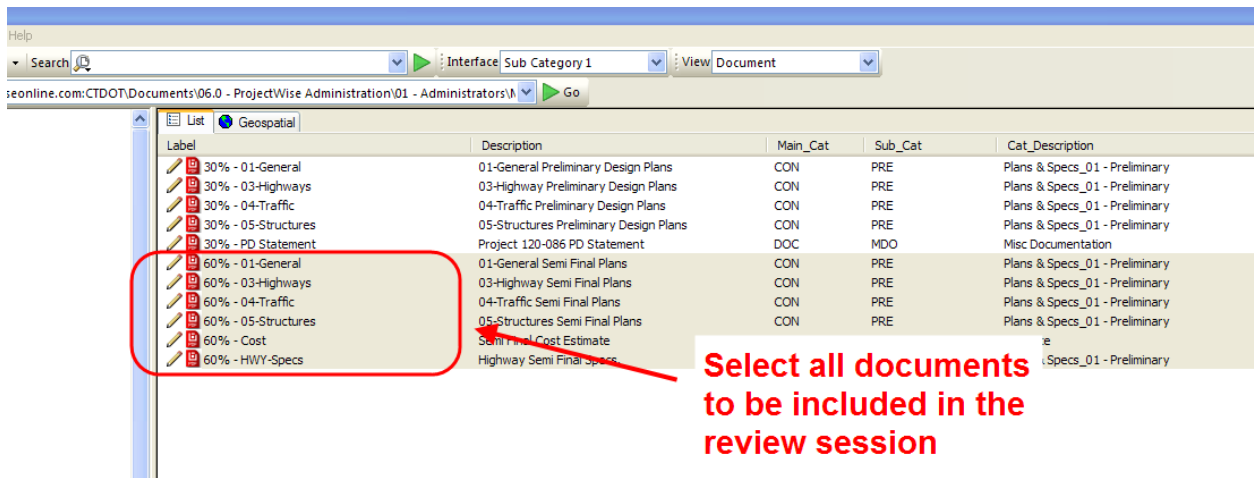 Help
Search Interface Sub Category 1 View Document
seonline.com:CTDOT\Documents\06.0 - ProjectWise Administration\01 - Administrators\ Go
List Geospatial
Label Description Main_Cat Sub_Cat Cat_Description
30% - 01-General 01-General Preliminary Design Plans CON PRE Plans & Specs_01 - Preliminary
30% - 03-Highways 03-Highway Preliminary Design Plans CON PRE Plans & Specs_01 - Preliminary
30% - 04-Traffic 04-Traffic Preliminary Design Plans CON PRE Plans & Specs_01 - Preliminary
30% - 05-Structures 05-Structures Preliminary Design Plans CON PRE Plans & Specs_01 - Preliminary
30% - PD Statement Project 120-086 PD Statement DOC MDO Misc Documentation
60% - 01-General 01-General Semi Final Plans CON PRE Plans & Specs_01 - Preliminary
60% - 03-Highways 03-Highway Semi Final Plans CON PRE Plans & Specs_01 - Preliminary
60% - 04-Traffic 04-Traffic Semi Final Plans CON PRE Plans & Specs_01 - Preliminary
60% - 05-Structures 05-Structures Semi Final Plans CON PRE Plans & Specs_01 - Preliminary
60% - Cost Semi Final Cost Estimate
60% - HWY-Specs Highway Semi Final Specs Specs_01 - Preliminary
Select all documents
to be included in the
review session